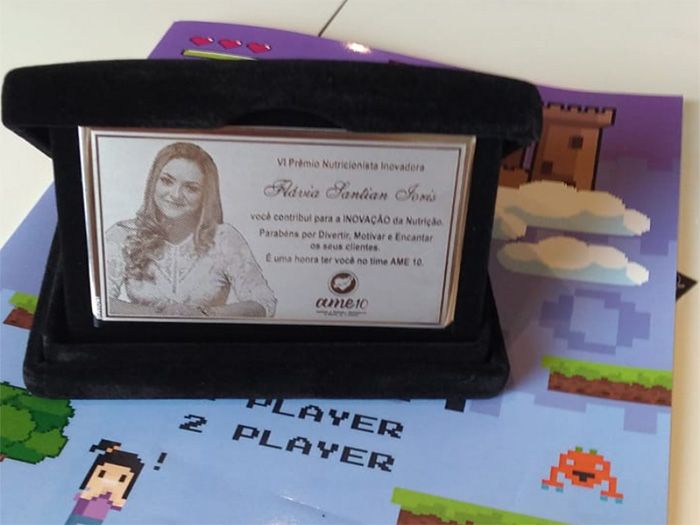 VI Prêmio Nutricionista Inovadora
Flávia Santian Ioris
você contribui para a INOVAÇÃO da Nutrição.
Parabéns por Divertir, Motivar e Encantar
os seus clientes.
É uma honra ter você no time AME 10.
ame10
PLAYER
2 PLAYER
!